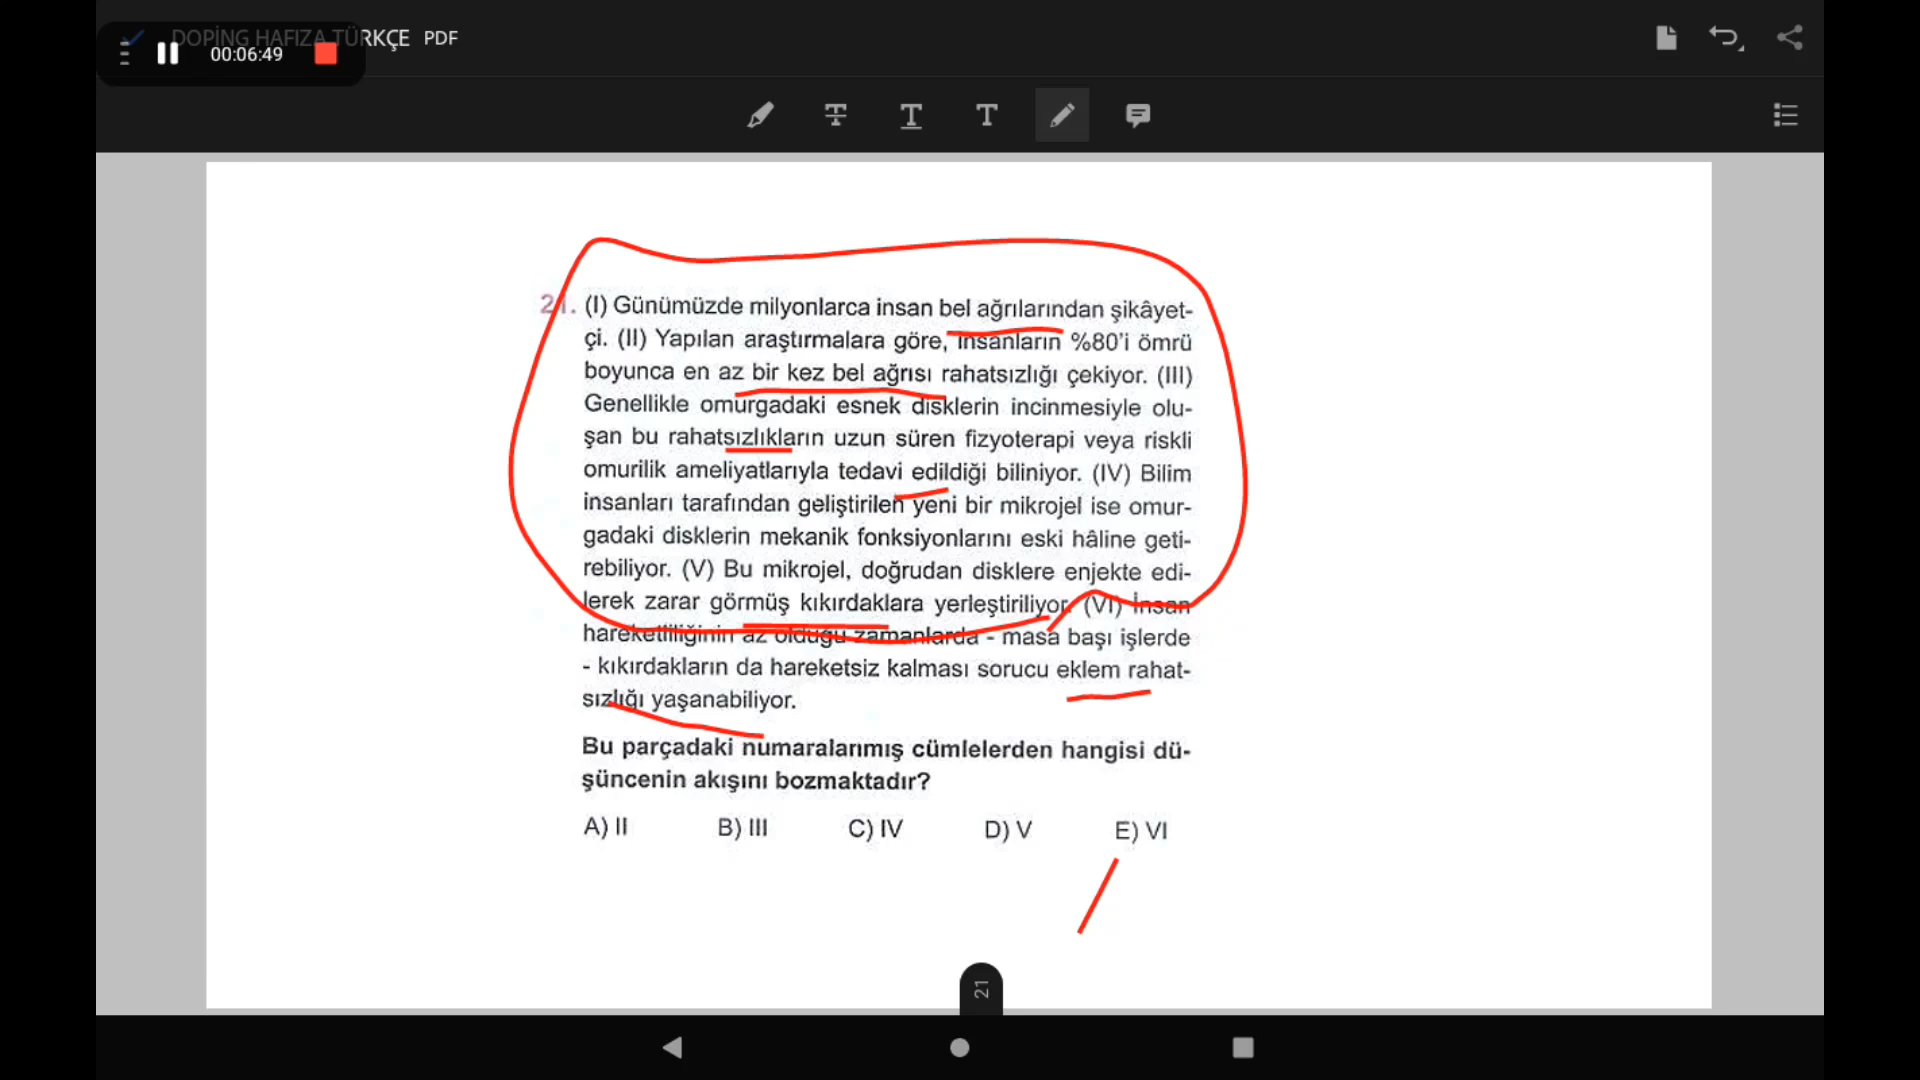 DOPİNG HAFIZA TÜRKÇE PDF
00:06:49
21. (I) Günümüzde milyonlarca insan bel ağrılarından şikâyet-
çi. (II) Yapılan araştırmalara göre, insanların %80'i ömrü
boyunca en az bir kez bel ağrısı rahatsızlığı çekiyor. (III)
Genellikle omurgadaki esnek disklerin incinmesiyle olu-
şan bu rahatsızlıkların uzun süren fizyoterapi veya riskli
omurilik ameliyatlarıyla tedavi edildiği biliniyor. (IV) Bilim
insanları tarafından geliştirilen yeni bir mikrojel ise omur-
gadaki disklerin mekanik fonksiyonlarını eski hâline geti-
rebiliyor. (V) Bu mikrojel, doğrudan disklere enjekte edi-
lerek zarar görmüş kıkırdaklara yerleştiriliyor. (VI) İnsan
hareketliliğinin az olduğu zamanlarda - masa başı işlerde
- kıkırdakların da hareketsiz kalması sorucu eklem rahat-
sızlığı yaşanabiliyor.
Bu parçadaki numaralanmış cümlelerden hangisi dü-
şüncenin akışını bozmaktadır?
A) II B) III C) IV D) V E) VI
21